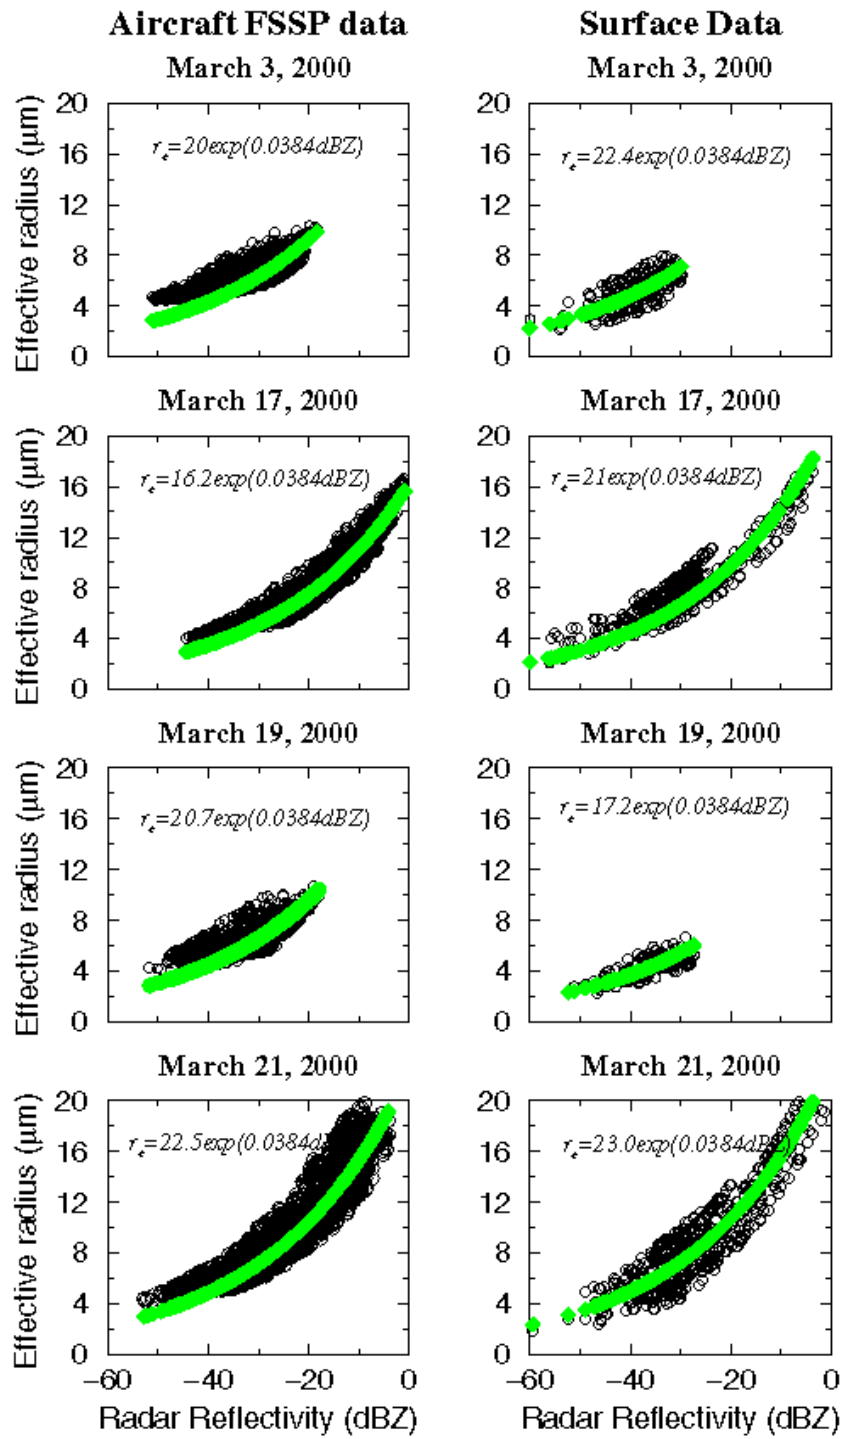 Aircraft FSSP data
Surface Data
March 3, 2000
March 3, 2000
Effective radius (μm)
20
16
12
8
4
0
r_e=20exp(0.0384dBZ)
20
16
12
8
4
0
r_e=22.4exp(0.0384dBZ)
March 17, 2000
March 17, 2000
Effective radius (μm)
20
16
12
8
4
0
r_e=16.2exp(0.0384dBZ)
20
16
12
8
4
0
r_e=21exp(0.0384dBZ)
March 19, 2000
March 19, 2000
Effective radius (μm)
20
16
12
8
4
0
r_e=20.7exp(0.0384dBZ)
20
16
12
8
4
0
r_e=17.2exp(0.0384dBZ)
March 21, 2000
March 21, 2000
Effective radius (μm)
20
16
12
8
4
0
r_e=22.5exp(0.0384d
20
16
12
8
4
0
r_e=23.0exp(0.0384dBZ)
−60 −40 −20 0
−60 −40 −20 0
Radar Reflectivity (dBZ)
Radar Reflectivity (dBZ)